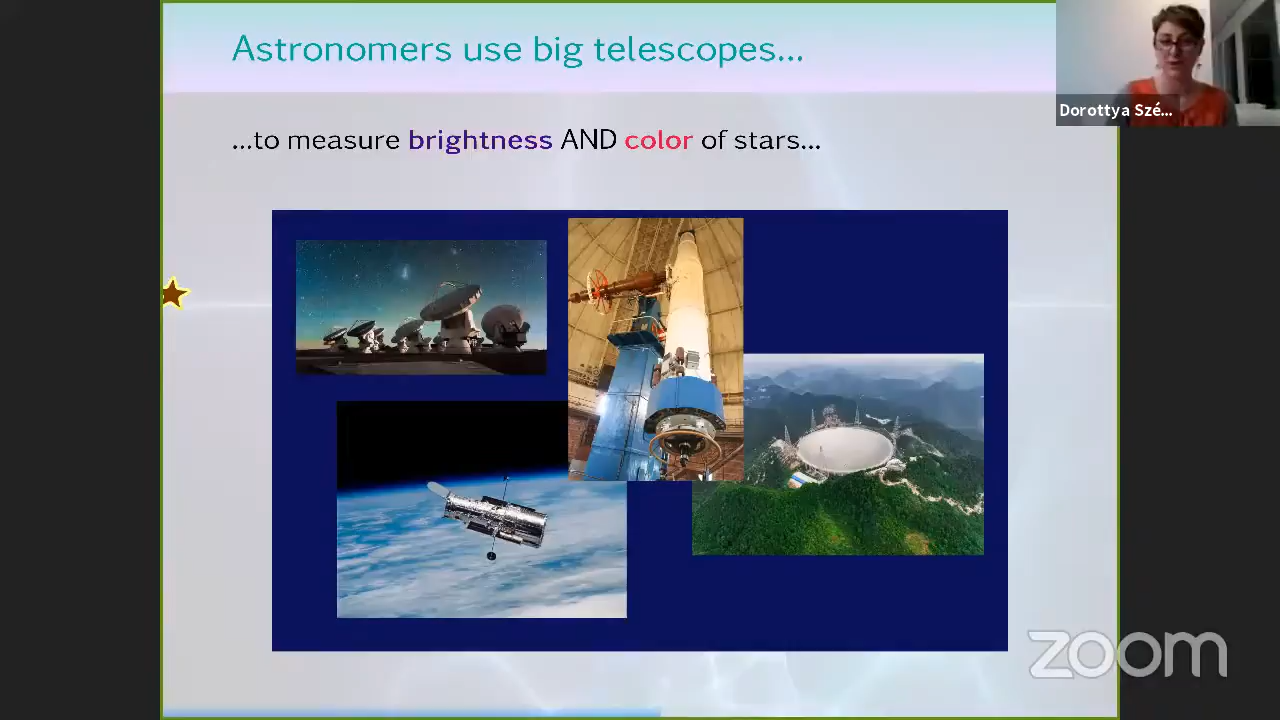 Astronomers use big telescopes...
Dorottya Szé...
...to measure brightness AND color of stars...
zoom